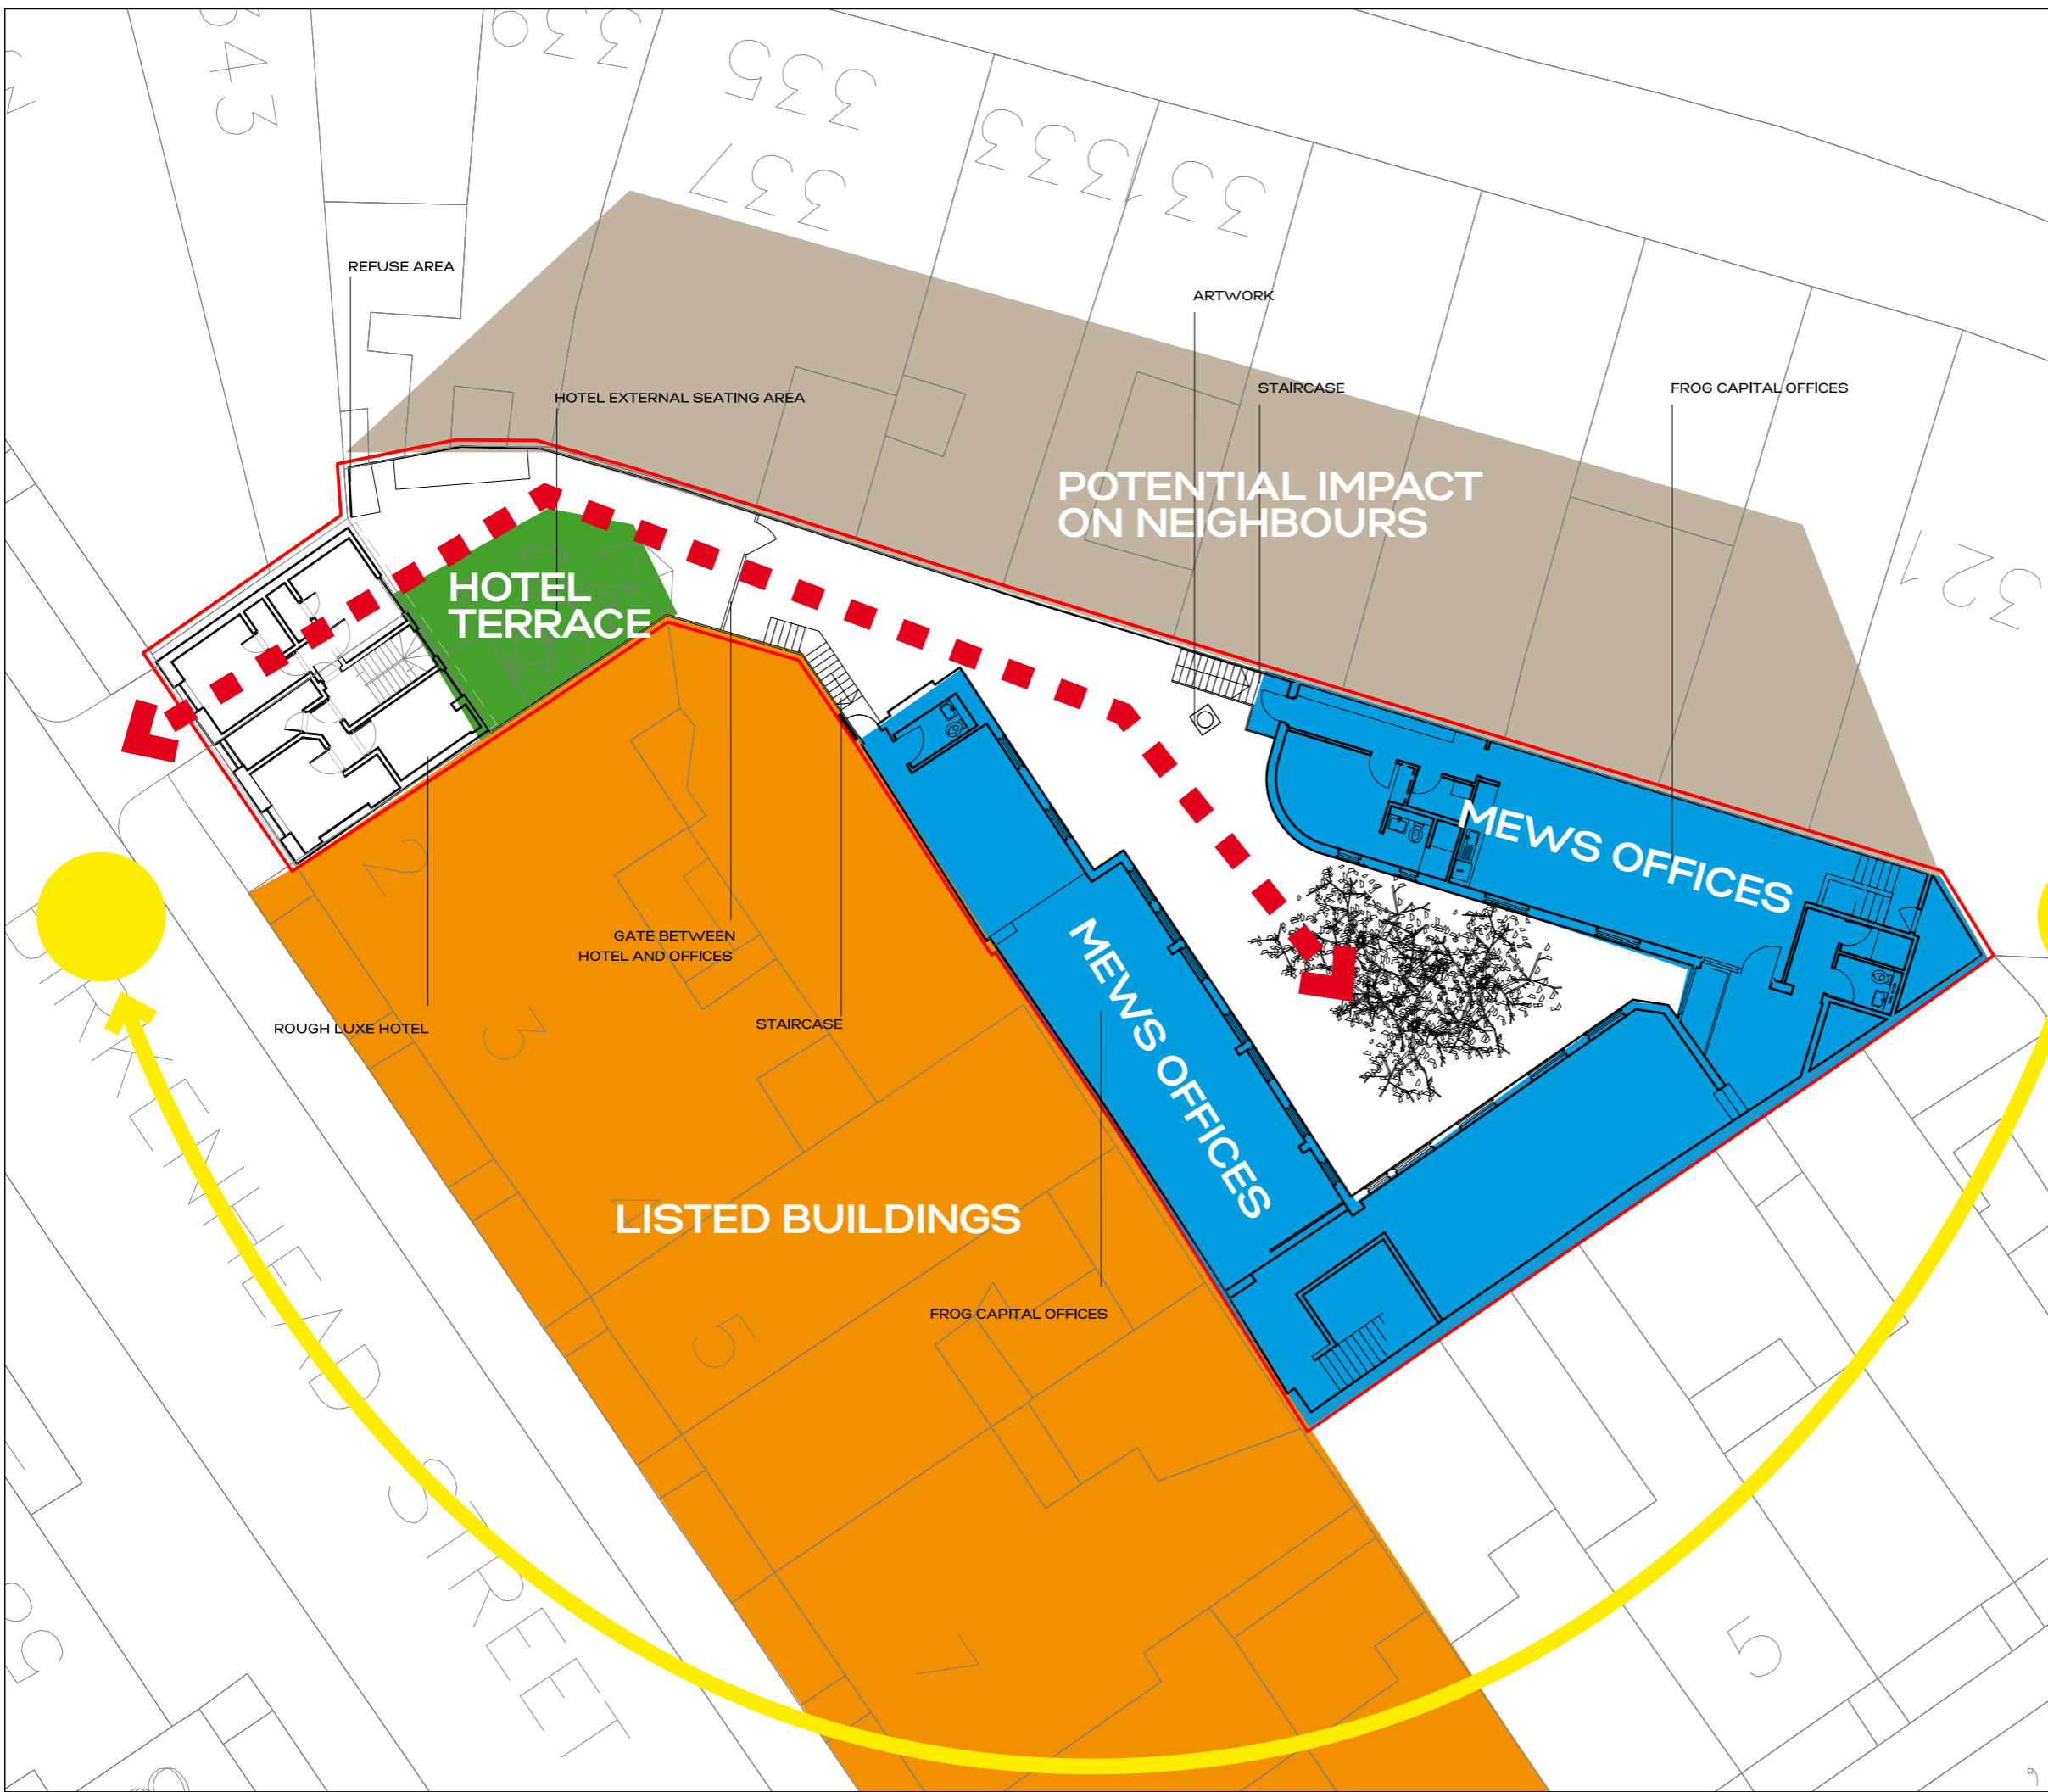 343
335
337
333
331
REFUSE AREA
ARTWORK
HOTEL EXTERNAL SEATING AREA
STAIRCASE
FROG CAPITAL OFFICES
POTENTIAL IMPACT
ON NEIGHBOURS
321
HOTEL
TERRACE
MEWS OFFICES
2
GATE BETWEEN
HOTEL AND OFFICES
MEWS OFFICES
ROUGH LUXE HOTEL
STAIRCASE
3
BIRKENHEAD STREET
4
LISTED BUILDINGS
5
FROG CAPITAL OFFICES
7
5